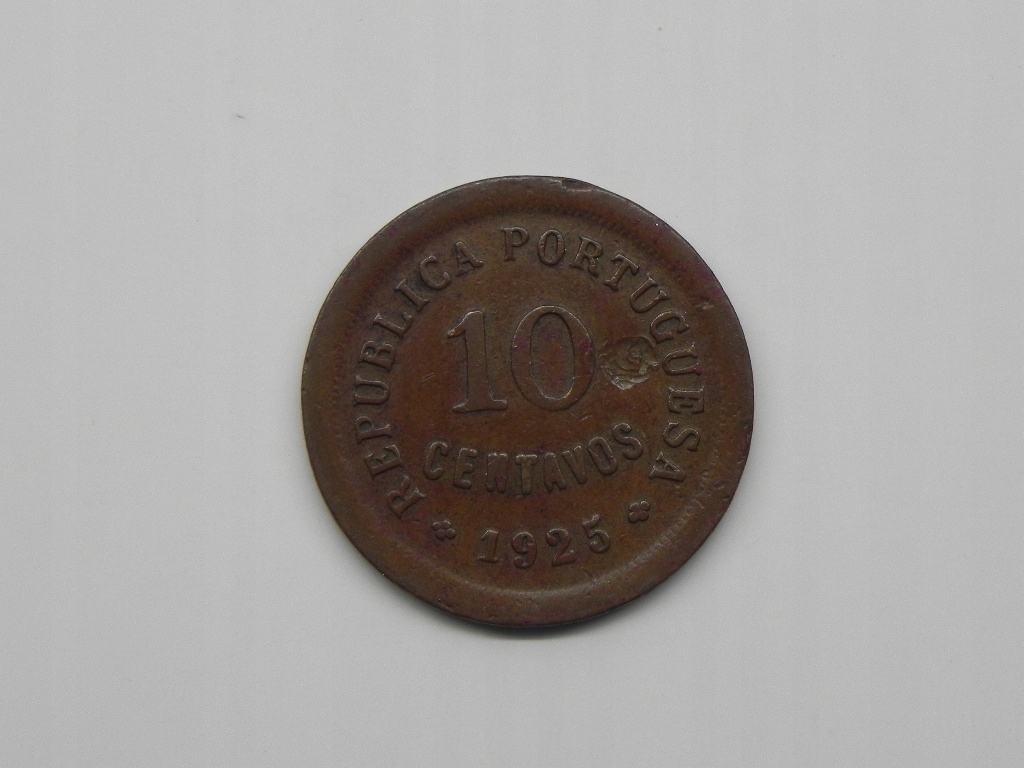 REPUBLICA PORTUGUESA
10
CENTAVOS
1925